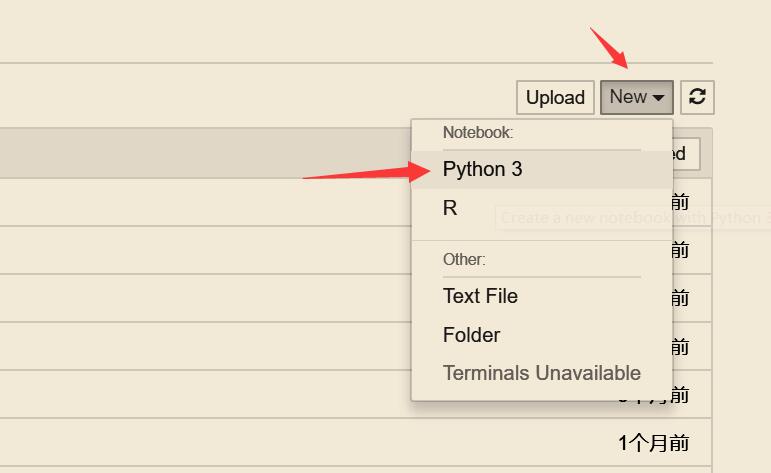 Upload New
Notebook:
ed
Python 3
前
R
Create a new notebook with Python 3
前
Other:
Text File
前
Folder
前
Terminals Unavailable
个月前
1个月前